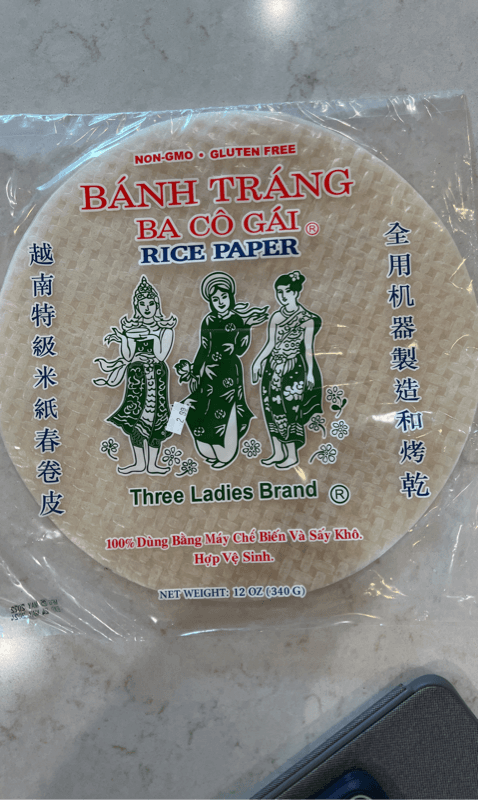 NON-GMO • GLUTEN FREE
BÁNH TRÁNG
BA CÔ GÁI ®
RICE PAPER
越南特級米紙春卷皮
全用机器製造和烤乾
2.09
Three Ladies Brand ®
100% Dùng Bằng Máy Chế Biến Và Sấy Khô.
Hợp Vệ Sinh.
NET WEIGHT: 12 OZ (340 G)